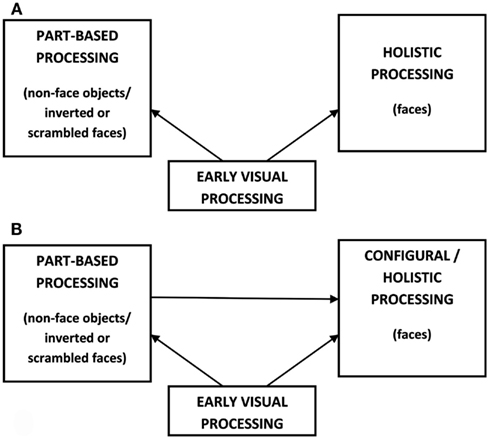 A
PART-BASED
PROCESSING
(non-face objects/
inverted or
scrambled faces)
HOLISTIC
PROCESSING
(faces)
EARLY VISUAL
PROCESSING
B
PART-BASED
PROCESSING
(non-face objects/
inverted or
scrambled faces)
CONFIGURAL /
HOLISTIC
PROCESSING
(faces)
EARLY VISUAL
PROCESSING